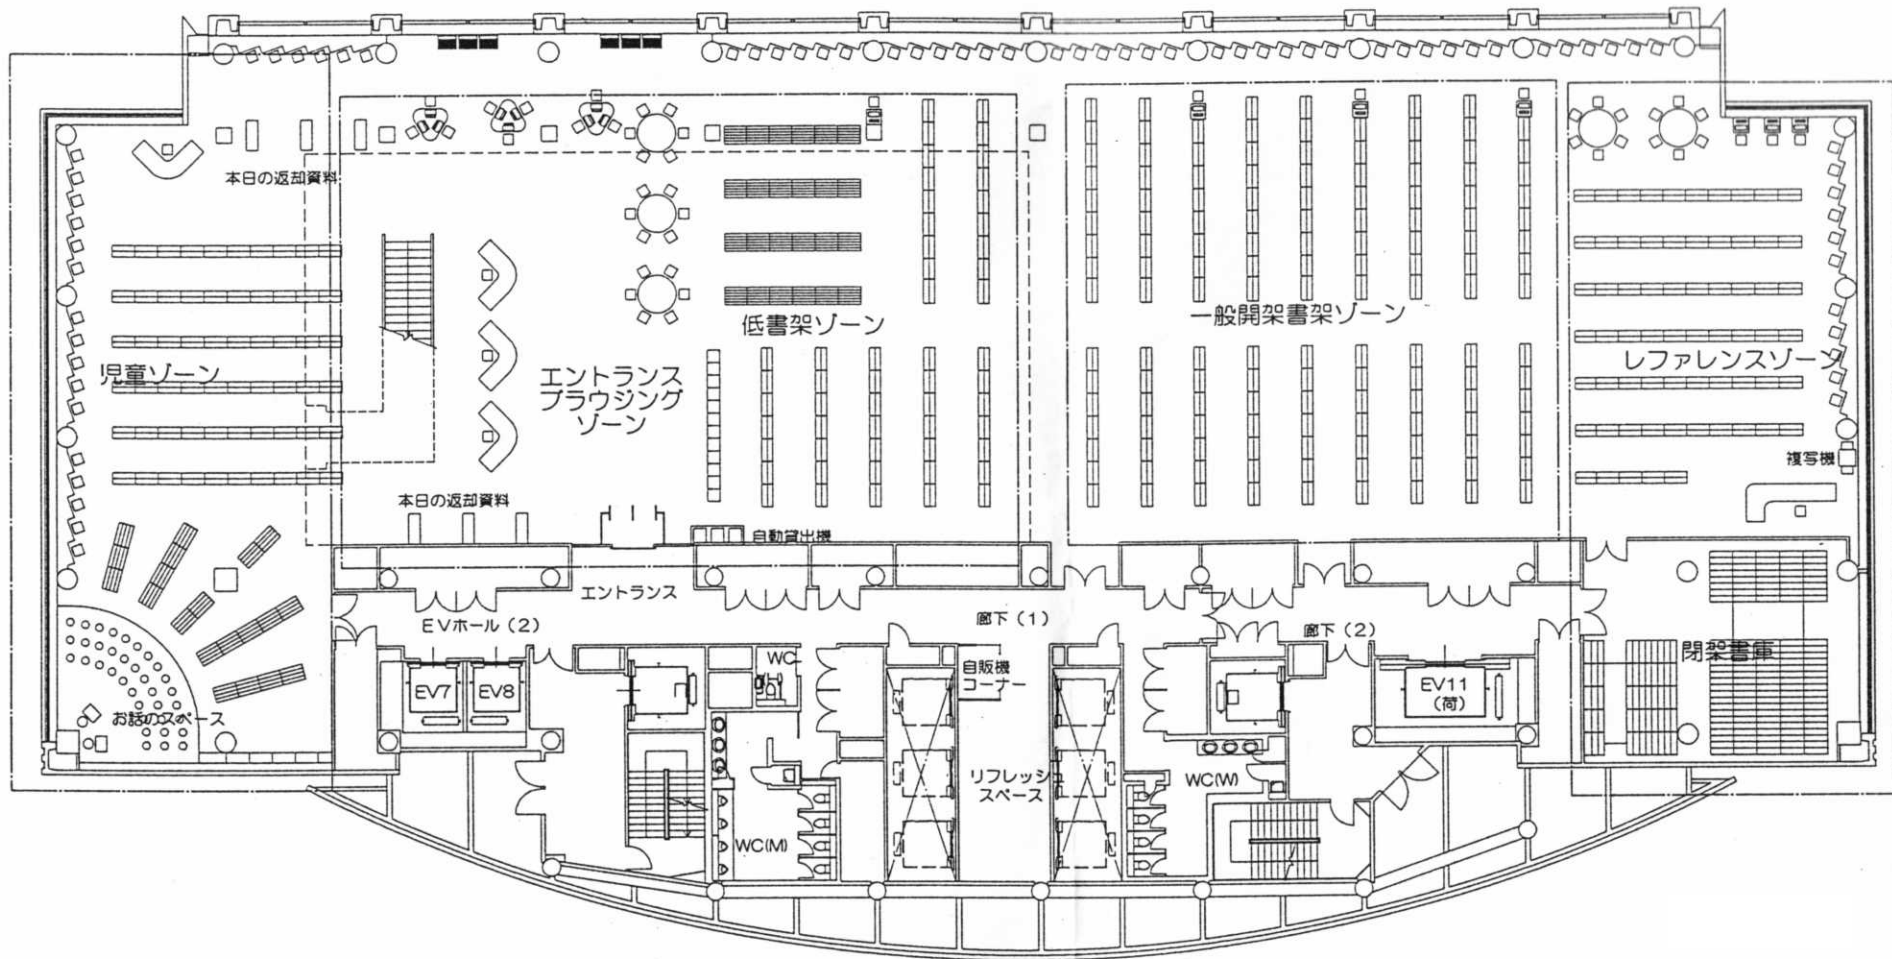 本日の返却資料
低書架ゾーン
一般開架書架ゾーン
レファレンスゾーン
児童ゾーン
エントランス
ブラウジング
ゾーン
複写機
本日の返却資料
自動貸出機
エントランス
EVホール(2)
廊下(1)
廊下(2)
WC
自販機
コーナー
閉架書庫
EV7
EV8
EV11
(荷)
お話のスペース
リフレッシュ
スペース
WC(W)
WC(M)